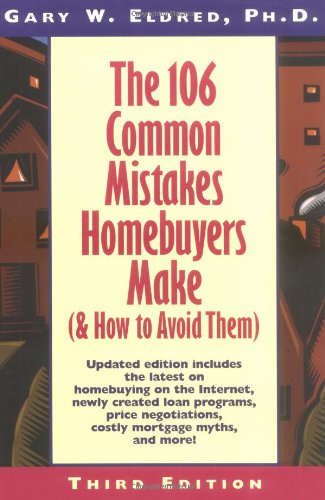 GARY W. ELDRED, PH.D.
The 106
Common
Mistakes
Homebuyers
Make
(& How to Avoid Them)
Updated edition includes
the latest on
homebuying on the Internet,
newly created loan programs,
price negotiations,
costly mortgage myths,
and more!
THIRD EDITION